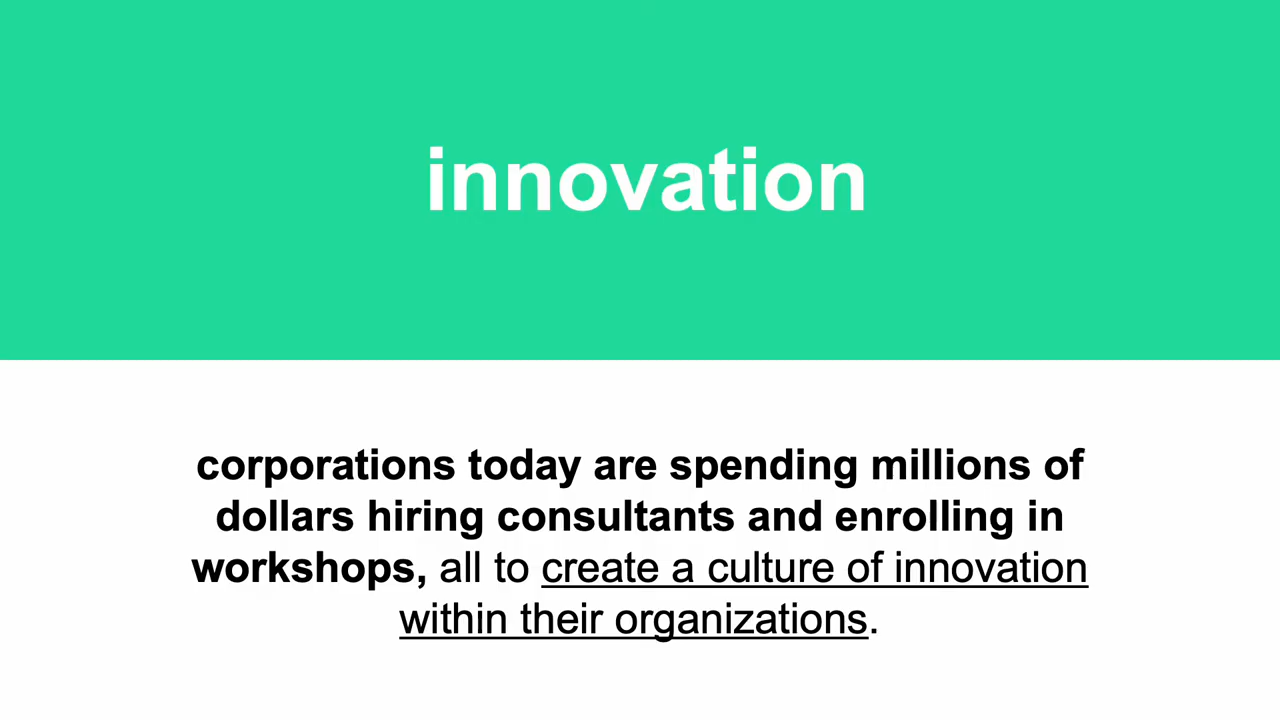 innovation
corporations today are spending millions of
dollars hiring consultants and enrolling in
workshops, all to create a culture of innovation
within their organizations.